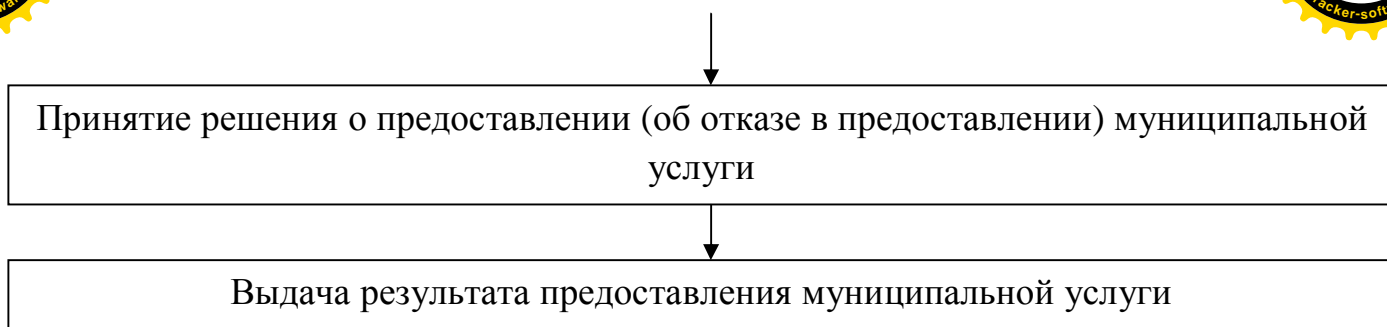 Принятие решения о предоставлении (об отказе в предоставлении) муниципальной
услуги
Выдача результата предоставления муниципальной услуги